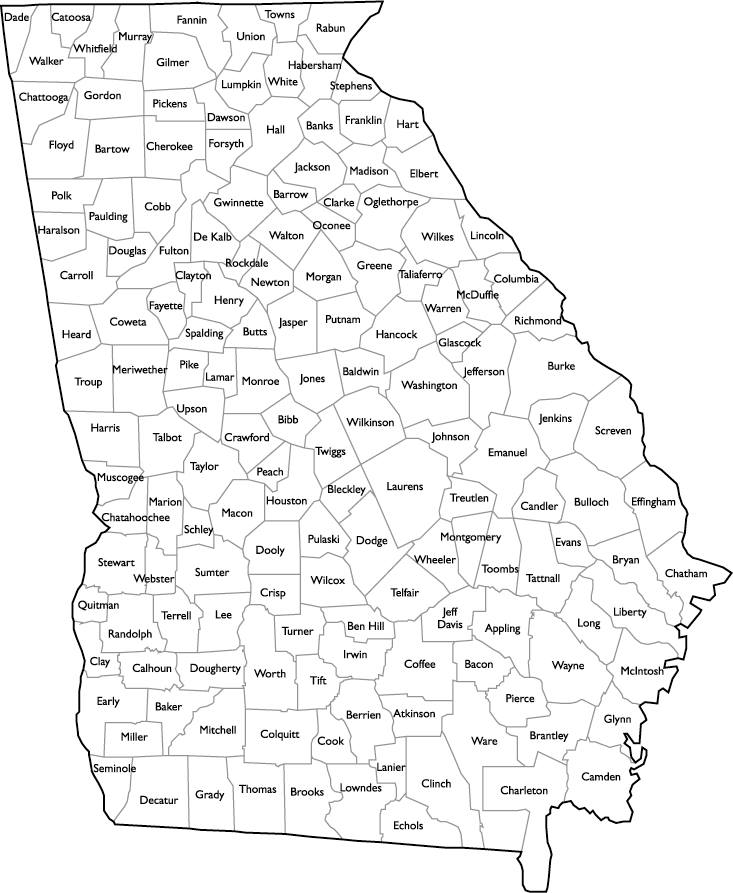 Dade
Catoosa
Fannin
Towns
Rabun
Murray
Union
Whitfield
Walker
Gilmer
Habersham
White
Lumpkin
Stephens
Chattooga
Gordon
Pickens
Dawson
Hall
Banks
Franklin
Hart
Floyd
Bartow
Cherokee
Forsyth
Jackson
Madison
Elbert
Polk
Paulding
Cobb
Gwinnette
Barrow
Clarke
Oglethorpe
Haralson
Oconee
De Kalb
Walton
Wilkes
Lincoln
Douglas
Fulton
Rockdale
Carroll
Clayton
Newton
Morgan
Greene
Taliaferro
Columbia
McDuffie
Henry
Fayette
Warren
Coweta
Heard
Spalding
Butts
Jasper
Putnam
Hancock
Richmond
Glascock
Troup
Meriwether
Pike
Lamar
Monroe
Jones
Baldwin
Washington
Jefferson
Burke
Upson
Bibb
Wilkinson
Jenkins
Screven
Harris
Talbot
Crawford
Twiggs
Johnson
Emanuel
Taylor
Peach
Muscogee
Marion
Houston
Bleckley
Laurens
Treutlen
Candler
Bulloch
Effingham
Chatahoochee
Schley
Macon
Pulaski
Dodge
Montgomery
Evans
Dooly
Wheeler
Toombs
Tattnall
Bryan
Chatham
Stewart
Webster
Sumter
Crisp
Wilcox
Telfair
Quitman
Randolph
Terrell
Lee
Turner
Ben Hill
Jeff
Davis
Appling
Long
Liberty
Clay
Calhoun
Dougherty
Worth
Tift
Irwin
Coffee
Bacon
Wayne
McIntosh
Early
Baker
Mitchell
Berrien
Atkinson
Pierce
Glynn
Miller
Colquitt
Cook
Ware
Brantley
Seminole
Lanier
Decatur
Grady
Thomas
Brooks
Lowndes
Clinch
Charleton
Camden
Echols